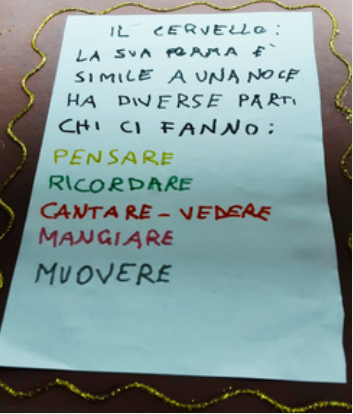 IL CERVELLO:
LA SUA FORMA È
SIMILE A UNA NOCE
HA DIVERSE PARTI
CHI CI FANNO:
PENSARE
RICORDARE
CANTARE - VEDERE
MANGIARE
MUOVERE